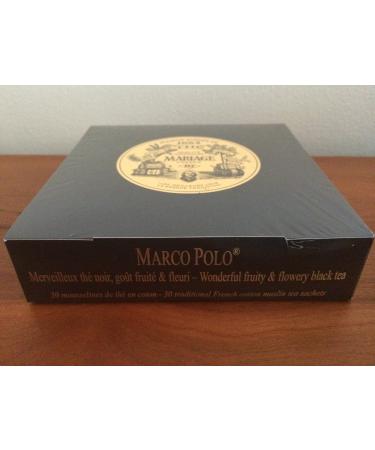 1854
MARIAGE
MARCO POLO®
Merveilleux thé noir, goût fruité & fleuri – Wonderful fruity & flowery black tea
30 mousselines de thé en coton - 30 traditional French cotton muslin tea sachets